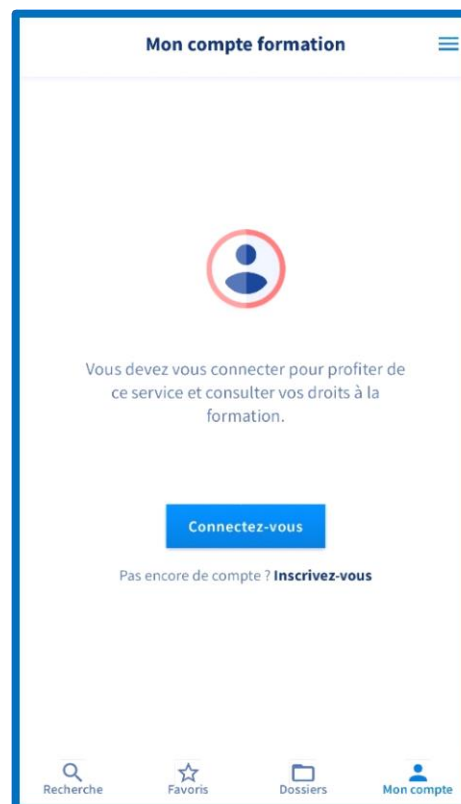 Mon compte formation
Vous devez vous connecter pour profiter de
ce service et consulter vos droits à la
formation.
Connectez-vous
Pas encore de compte ? Inscrivez-vous
Recherche
Favoris
Dossiers
Mon compte